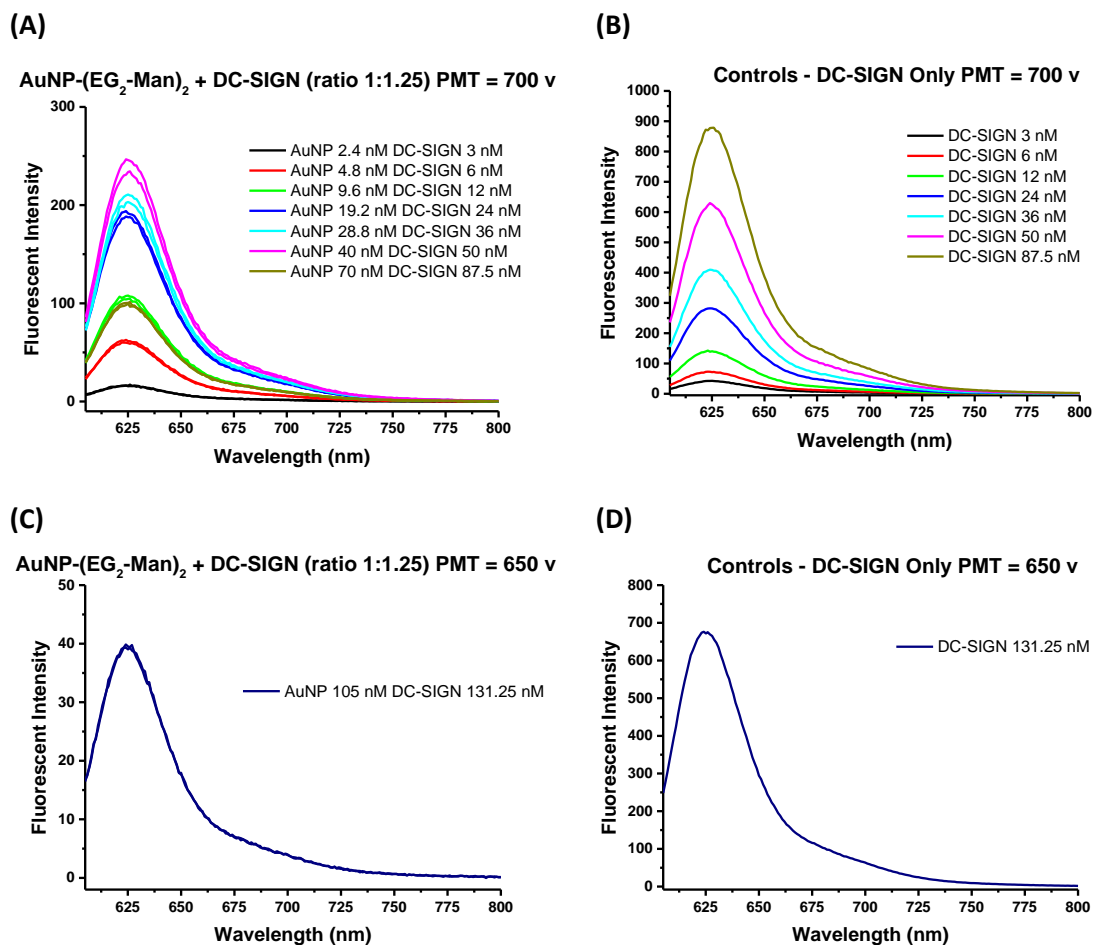 (A)
AuNP-(EG₂-Man)₂ + DC-SIGN (ratio 1:1.25) PMT = 700 v
300
200
100
0
Fluorescent Intensity
AuNP 2.4 nM DC-SIGN 3 nM
AuNP 4.8 nM DC-SIGN 6 nM
AuNP 9.6 nM DC-SIGN 12 nM
AuNP 19.2 nM DC-SIGN 24 nM
AuNP 28.8 nM DC-SIGN 36 nM
AuNP 40 nM DC-SIGN 50 nM
AuNP 70 nM DC-SIGN 87.5 nM
625 650 675 700 725 750 775 800
Wavelength (nm)
(B)
Controls - DC-SIGN Only PMT = 700 v
1000
900
800
700
600
500
400
300
200
100
0
Fluorescent Intensity
DC-SIGN 3 nM
DC-SIGN 6 nM
DC-SIGN 12 nM
DC-SIGN 24 nM
DC-SIGN 36 nM
DC-SIGN 50 nM
DC-SIGN 87.5 nM
625 650 675 700 725 750 775 800
Wavelength (nm)
(C)
AuNP-(EG₂-Man)₂ + DC-SIGN (ratio 1:1.25) PMT = 650 v
50
40
30
20
10
0
Fluorescent Intensity
AuNP 105 nM DC-SIGN 131.25 nM
625 650 675 700 725 750 775 800
Wavelength (nm)
(D)
Controls - DC-SIGN Only PMT = 650 v
800
700
600
500
400
300
200
100
0
Fluorescent Intensity
DC-SIGN 131.25 nM
625 650 675 700 725 750 775 800
Wavelength (nm)